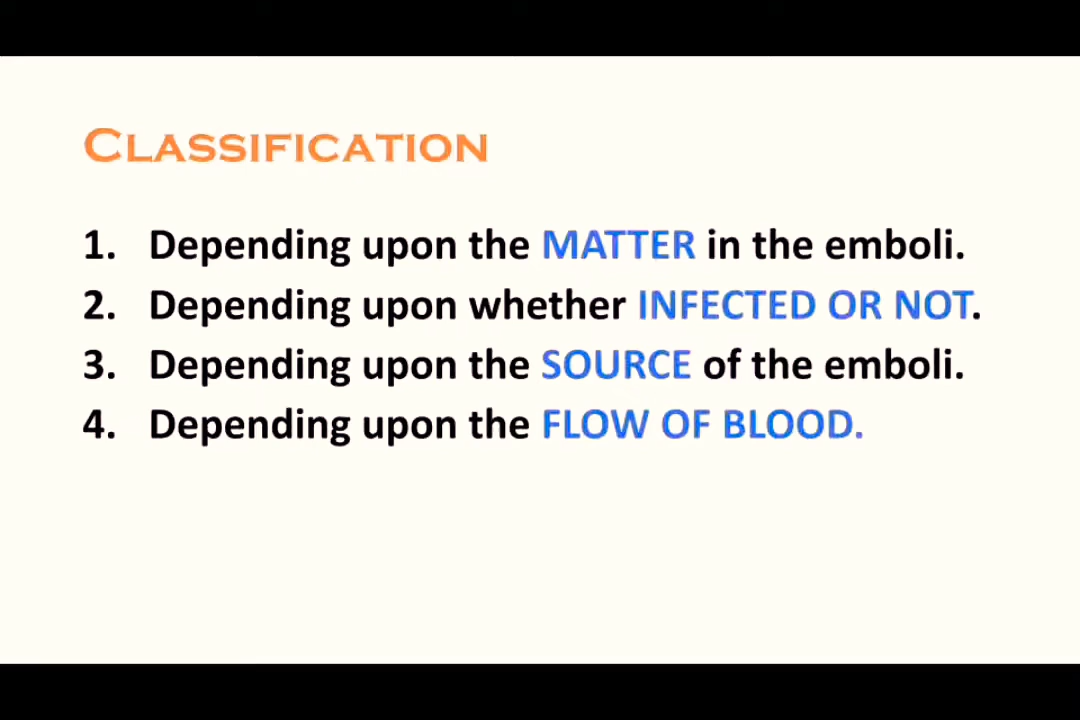 CLASSIFICATION
1. Depending upon the MATTER in the emboli.
2. Depending upon whether INFECTED OR NOT.
3. Depending upon the SOURCE of the emboli.
4. Depending upon the FLOW OF BLOOD.